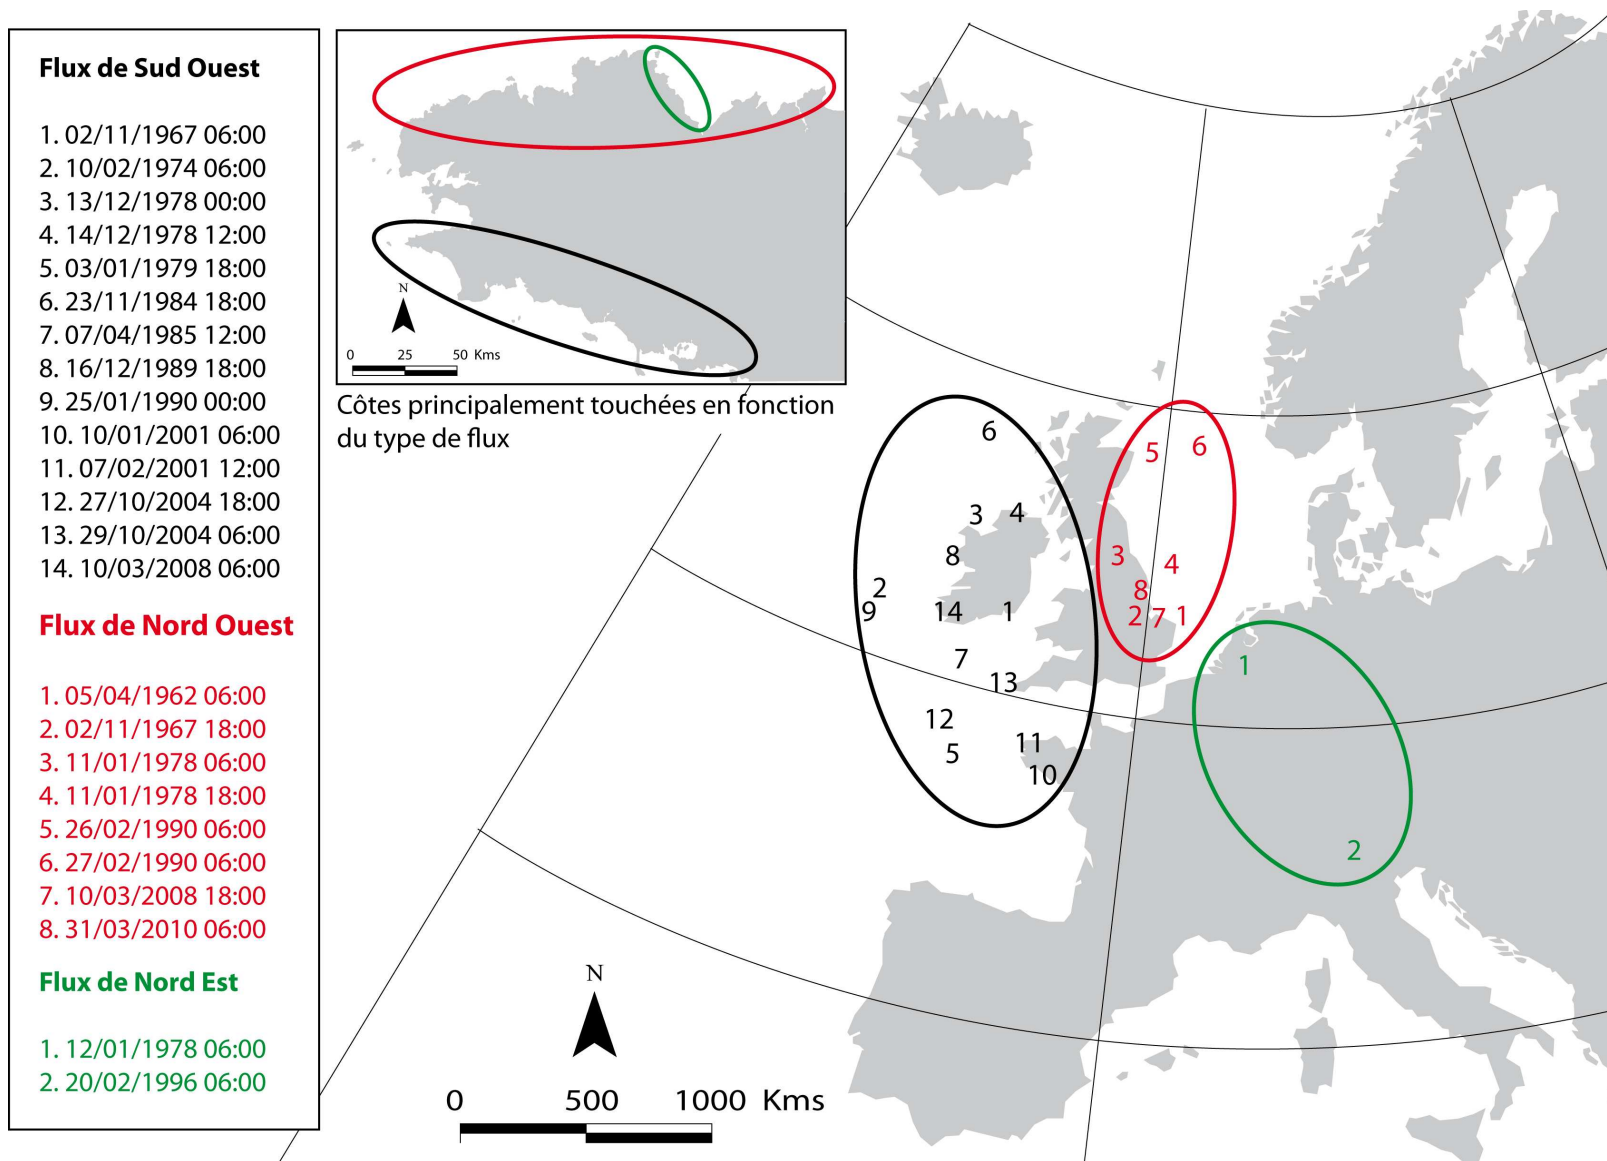 Flux de Sud Ouest
1. 02/11/1967 06:00
2. 10/02/1974 06:00
3. 13/12/1978 00:00
4. 14/12/1978 12:00
5. 03/01/1979 18:00
6. 23/11/1984 18:00
7. 07/04/1985 12:00
8. 16/12/1989 18:00
9. 25/01/1990 00:00
10. 10/01/2001 06:00
11. 07/02/2001 12:00
12. 27/10/2004 18:00
13. 29/10/2004 06:00
14. 10/03/2008 06:00
Flux de Nord Ouest
1. 05/04/1962 06:00
2. 02/11/1967 18:00
3. 11/01/1978 06:00
4. 11/01/1978 18:00
5. 26/02/1990 06:00
6. 27/02/1990 06:00
7. 10/03/2008 18:00
8. 31/03/2010 06:00
Flux de Nord Est
1. 12/01/1978 06:00
2. 20/02/1996 06:00
N
0 25 50 Kms
Côtes principalement touchées en fonction
du type de flux
6
3 4
8
2
9 14 1
7
13
12
5 11
10
5 6
3 4
8
2 7 1
1
2
N
0 500 1000 Kms